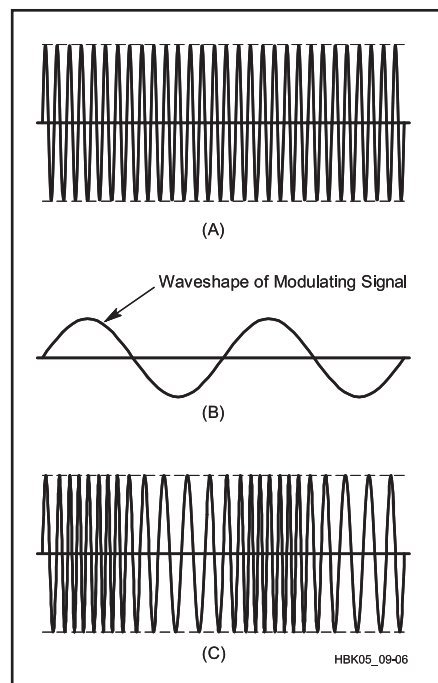 (A)
Waveshape of Modulating Signal
(B)
(C)
HBK05_09-06